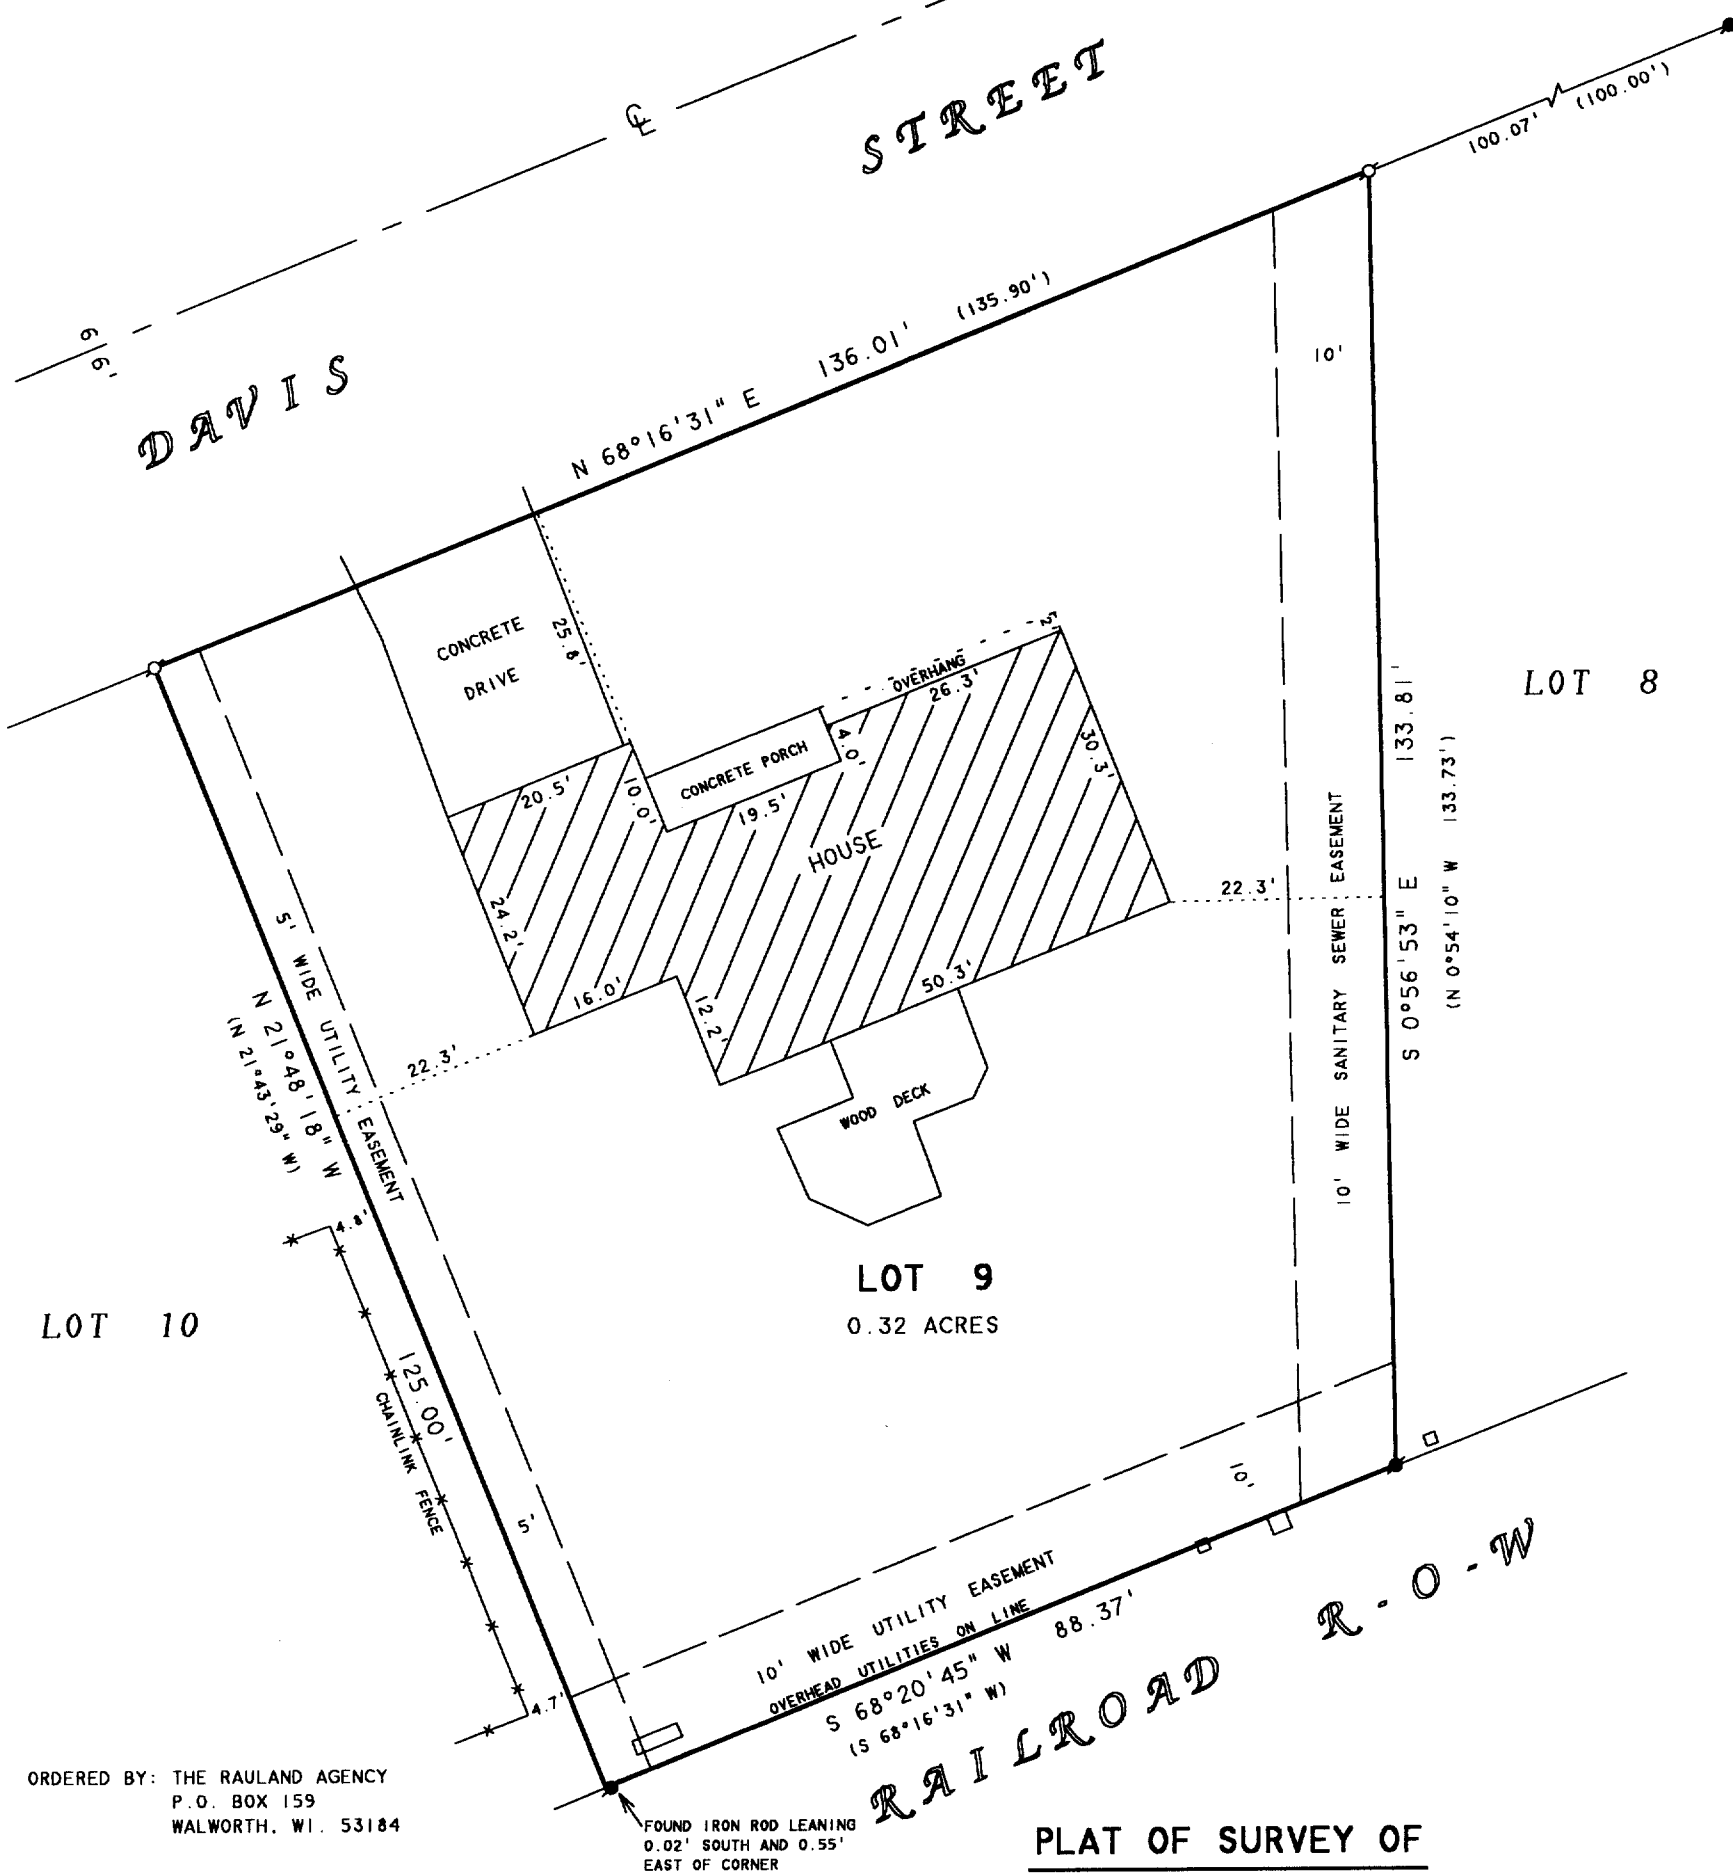 STREET
100.07' (100.00')
66'
DAVIS
N 68°16'31" E 136.01' (135.90')
10'
CONCRETE
DRIVE
25.8'
2'
OVERHANG
26.3'
133.81'
LOT 8
CONCRETE PORCH
4.0'
30.3'
20.5'
10.0'
19.5'
HOUSE
(N 0°54'10" W 133.73')
S 0°56'53" E
22.3'
10' WIDE SANITARY SEWER EASEMENT
24.2'
16.0'
12.2'
50.3'
5' WIDE UTILITY EASEMENT
N 21°48'18" W
(N 21°43'29" W)
22.3'
WOOD DECK
4.8'
LOT 9
0.32 ACRES
LOT 10
125.00'
CHAINLINK FENCE
5'
10'
10' WIDE UTILITY EASEMENT
OVERHEAD UTILITIES ON LINE
S 68°20'45" W 88.37'
(S 68°16'31" W)
4.7'
RAILROAD R-O-W
ORDERED BY: THE RAULAND AGENCY
P.O. BOX 159
WALWORTH, WI. 53184
FOUND IRON ROD LEANING
0.02' SOUTH AND 0.55'
EAST OF CORNER
PLAT OF SURVEY OF